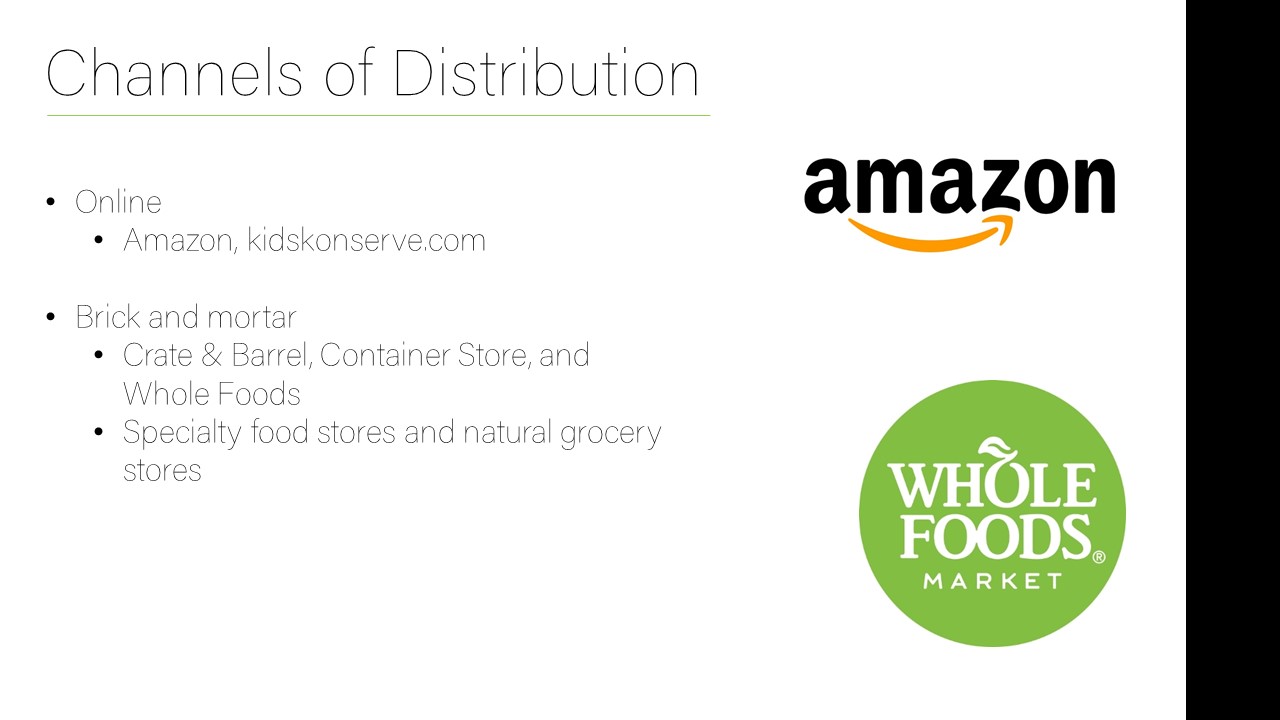 Channels of Distribution
• Online
• Amazon, kidskonserve.com
• Brick and mortar
• Crate & Barrel, Container Store, and
Whole Foods
• Specialty food stores and natural grocery
stores
amazon
WHOLE
FOODS®
MARKET